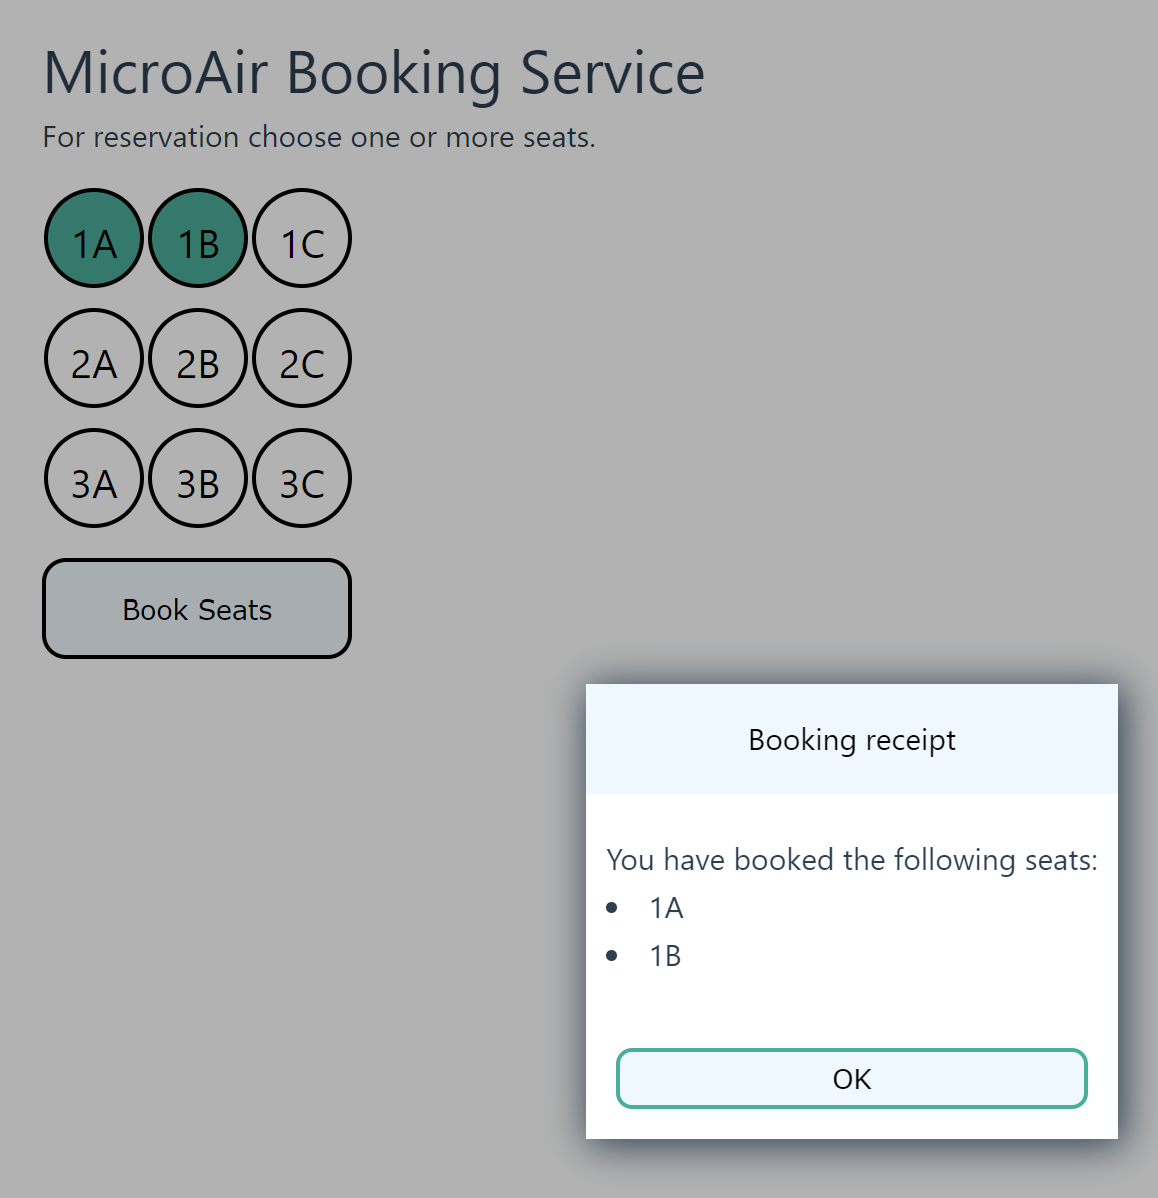 MicroAir Booking Service
For reservation choose one or more seats.
1A 1B 1C
2A 2B 2C
3A 3B 3C
Book Seats
Booking receipt
You have booked the following seats:
• 1A
• 1B
OK